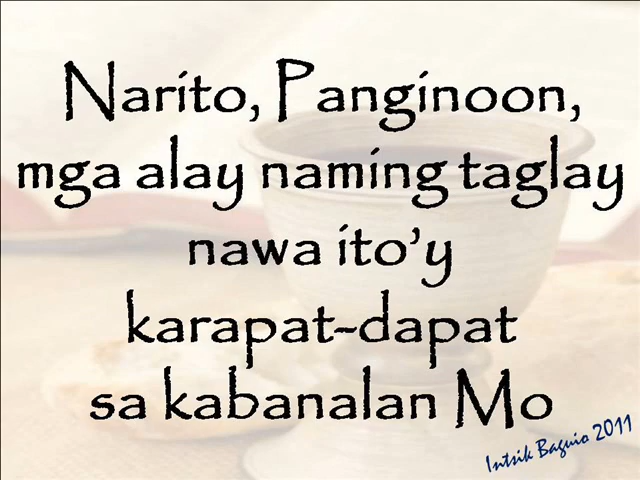 Narito, Panginoon,
mga alay naming taglay
nawa ito’y
karapat-dapat
sa kabanalan Mo
Intsik Baguio 2011